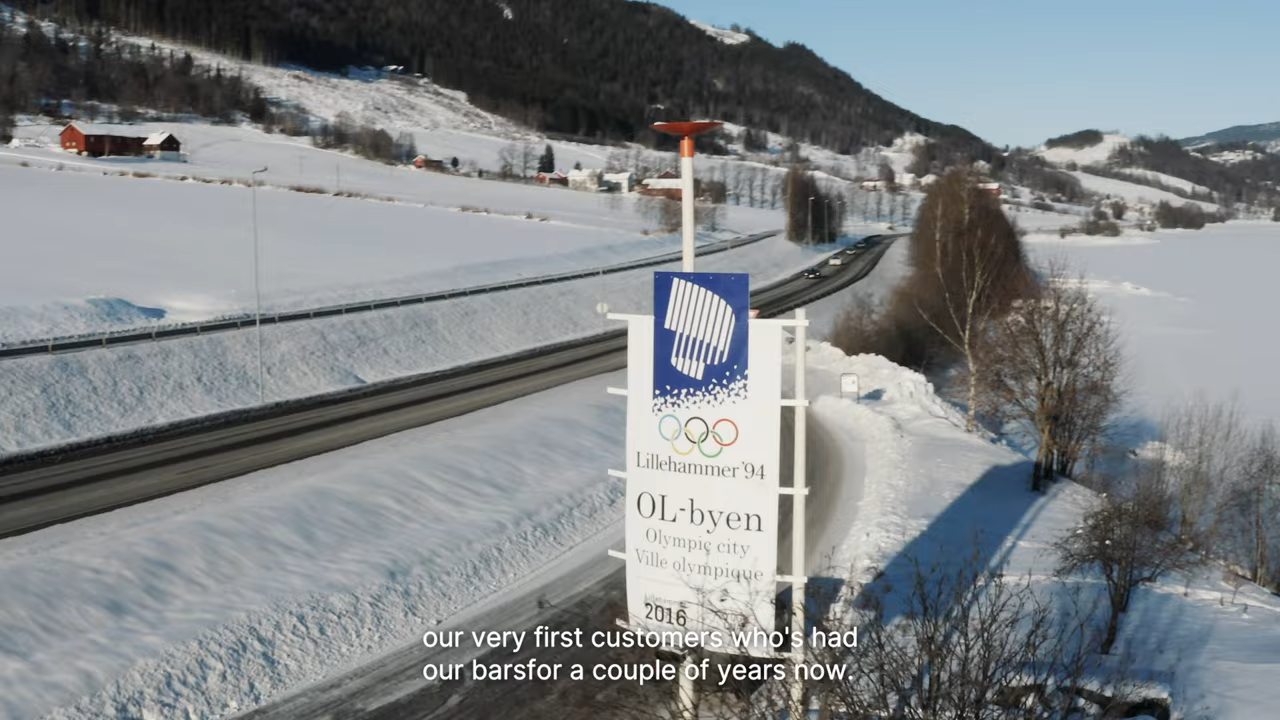 Lillehammer'94
OL-byen
Olympic city
Ville olympique
2016
our very first customers who's had
our barsfor a couple of years now.